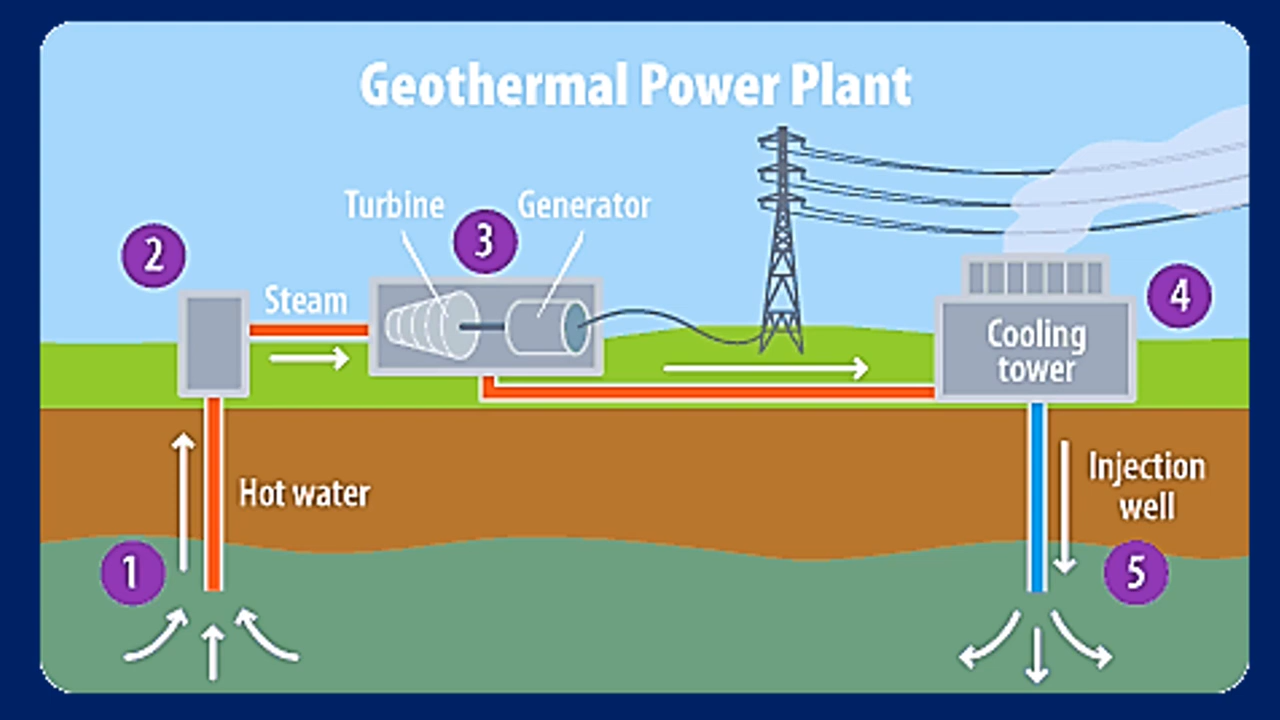 Geothermal Power Plant
Turbine
3
Generator
2
Steam
4
Cooling
tower
Hot water
Injection
well
1
5